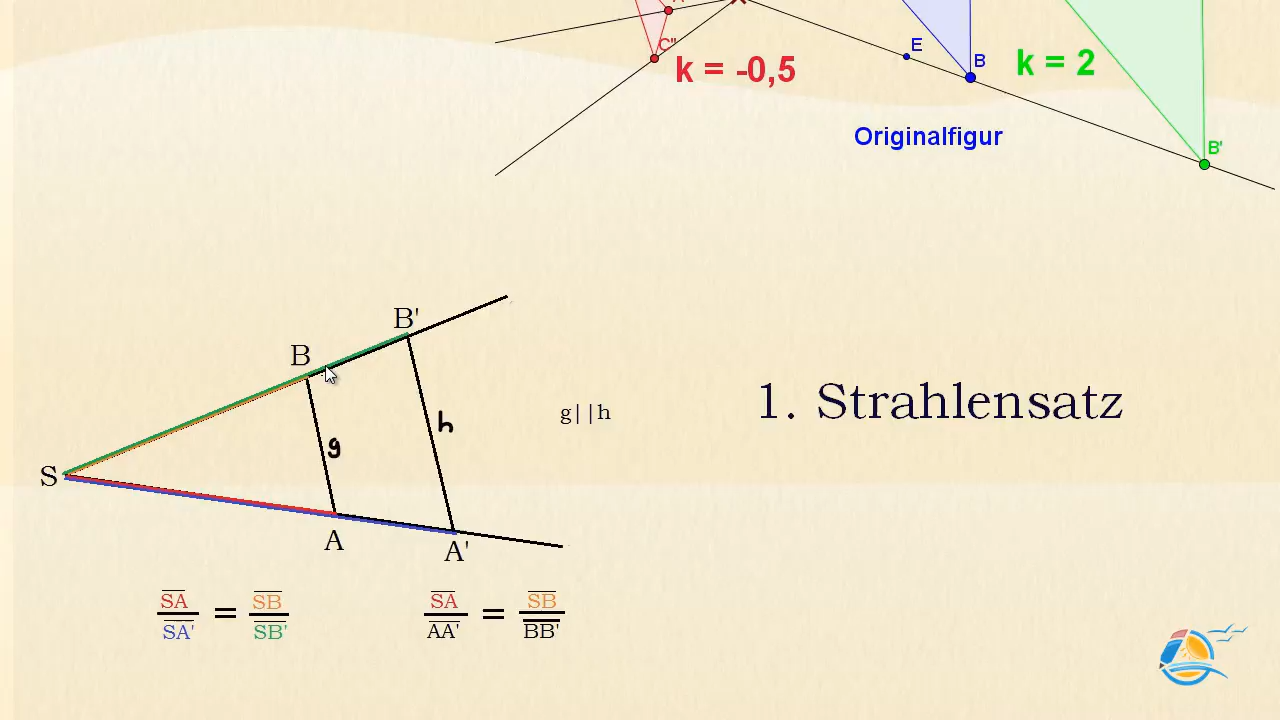 C''
k = -0,5
E
B
k = 2
Originalfigur
B'
B'
B
h
g||h
1. Strahlensatz
g
S
A
A'
SA/SA' = SB/SB'
SA/AA' = SB/BB'